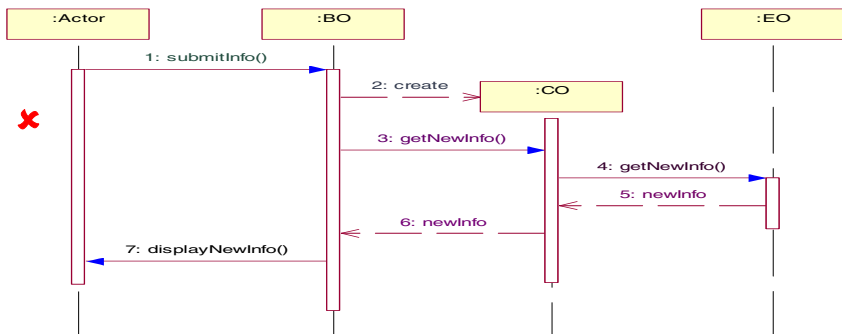 :Actor
:BO
:EO
1: submitInfo()
2: create
:CO
3: getNewInfo()
4: getNewInfo()
5: newInfo
6: newInfo
7: displayNewInfo()